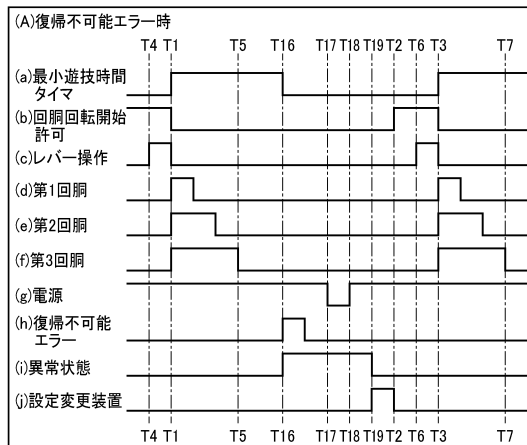 (A)復帰不可能エラー時
T4 T1 T5 T16 T17 T18 T19 T2 T6 T3 T7
(a)最小遊技時間
タイマ
(b)回胴回転開始
許可
(c)レバー操作
(d)第1回胴
(e)第2回胴
(f)第3回胴
(g)電源
(h)復帰不可能
エラー
(i)異常状態
(j)設定変更装置
T4 T1 T5 T16 T17 T18 T19 T2 T6 T3 T7